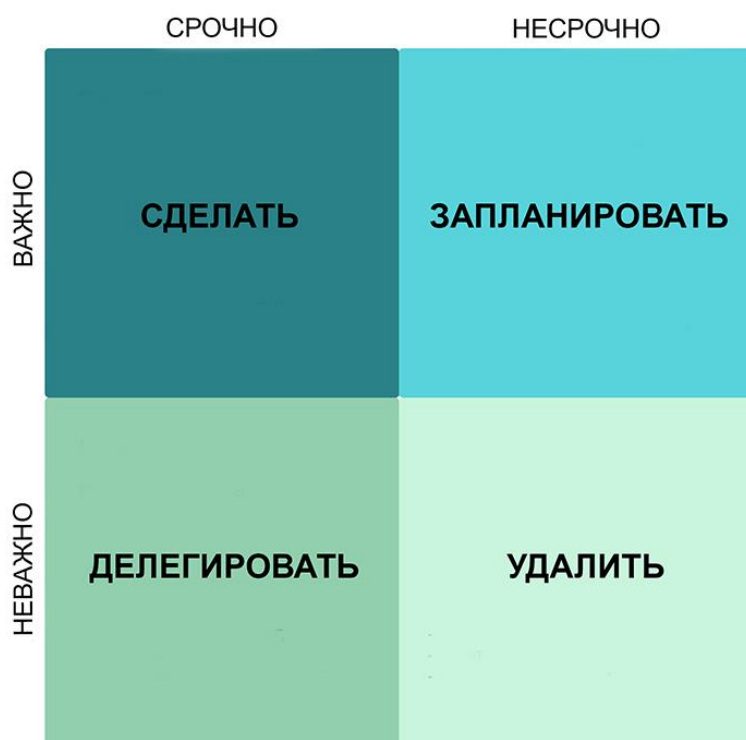 СРОЧНО НЕСРОЧНО
ВАЖНО
СДЕЛАТЬ ЗАПЛАНИРОВАТЬ
НЕВАЖНО
ДЕЛЕГИРОВАТЬ УДАЛИТЬ